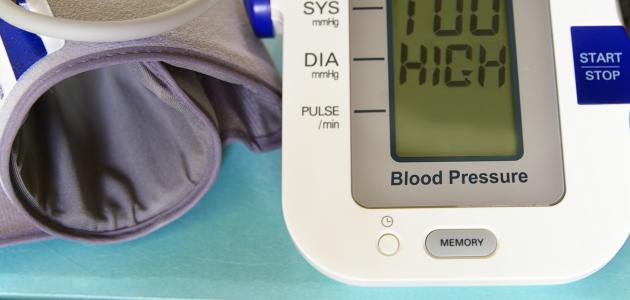 SYS
mmHg
TOO
DIA
mmHg
HIGH
PULSE
/min
START
STOP
Blood Pressure
MEMORY